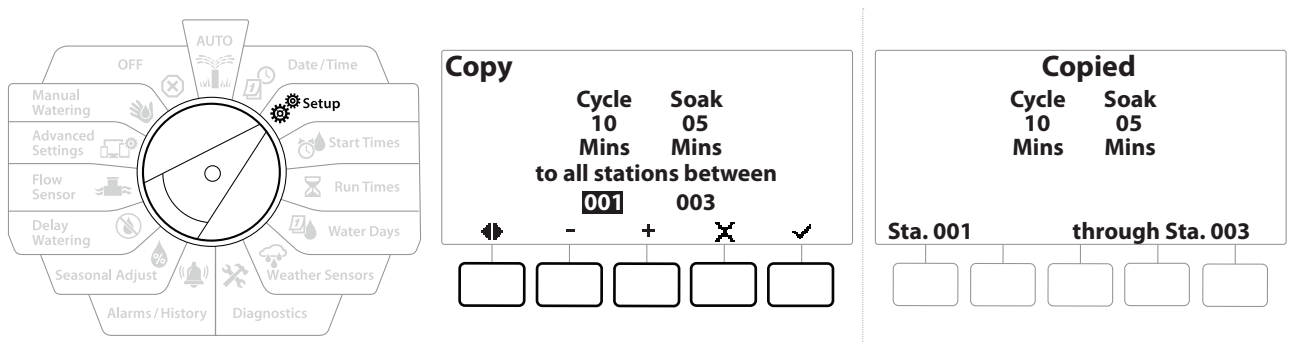 AUTO
OFF
Date / Time
Manual
Watering
Setup
Advanced
Settings
Start Times
Flow
Sensor
Run Times
Delay
Watering
Water Days
Seasonal Adjust
Weather Sensors
Alarms / History
Diagnostics
Copy
Cycle Soak
10 05
Mins Mins
to all stations between
001 003
- +
Copied
Cycle Soak
10 05
Mins Mins
Sta. 001 through Sta. 003